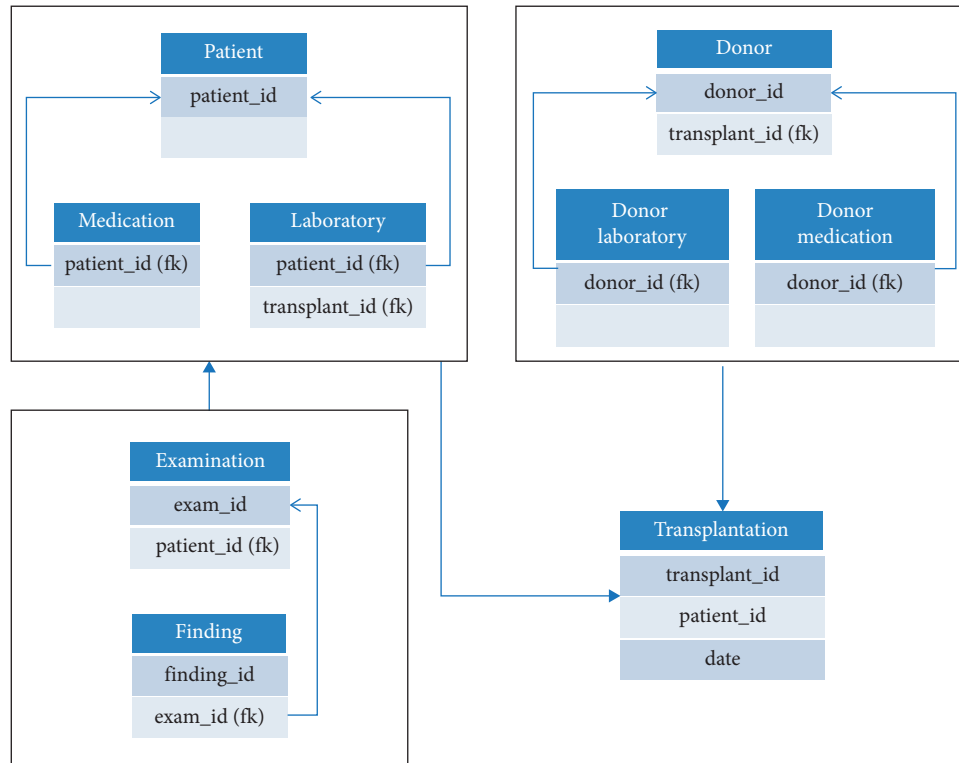 Patient
patient_id
Medication
patient_id (fk)
Laboratory
patient_id (fk)
transplant_id (fk)
Donor
donor_id
transplant_id (fk)
Donor
laboratory
donor_id (fk)
Donor
medication
donor_id (fk)
Examination
exam_id
patient_id (fk)
Finding
finding_id
exam_id (fk)
Transplantation
transplant_id
patient_id
date